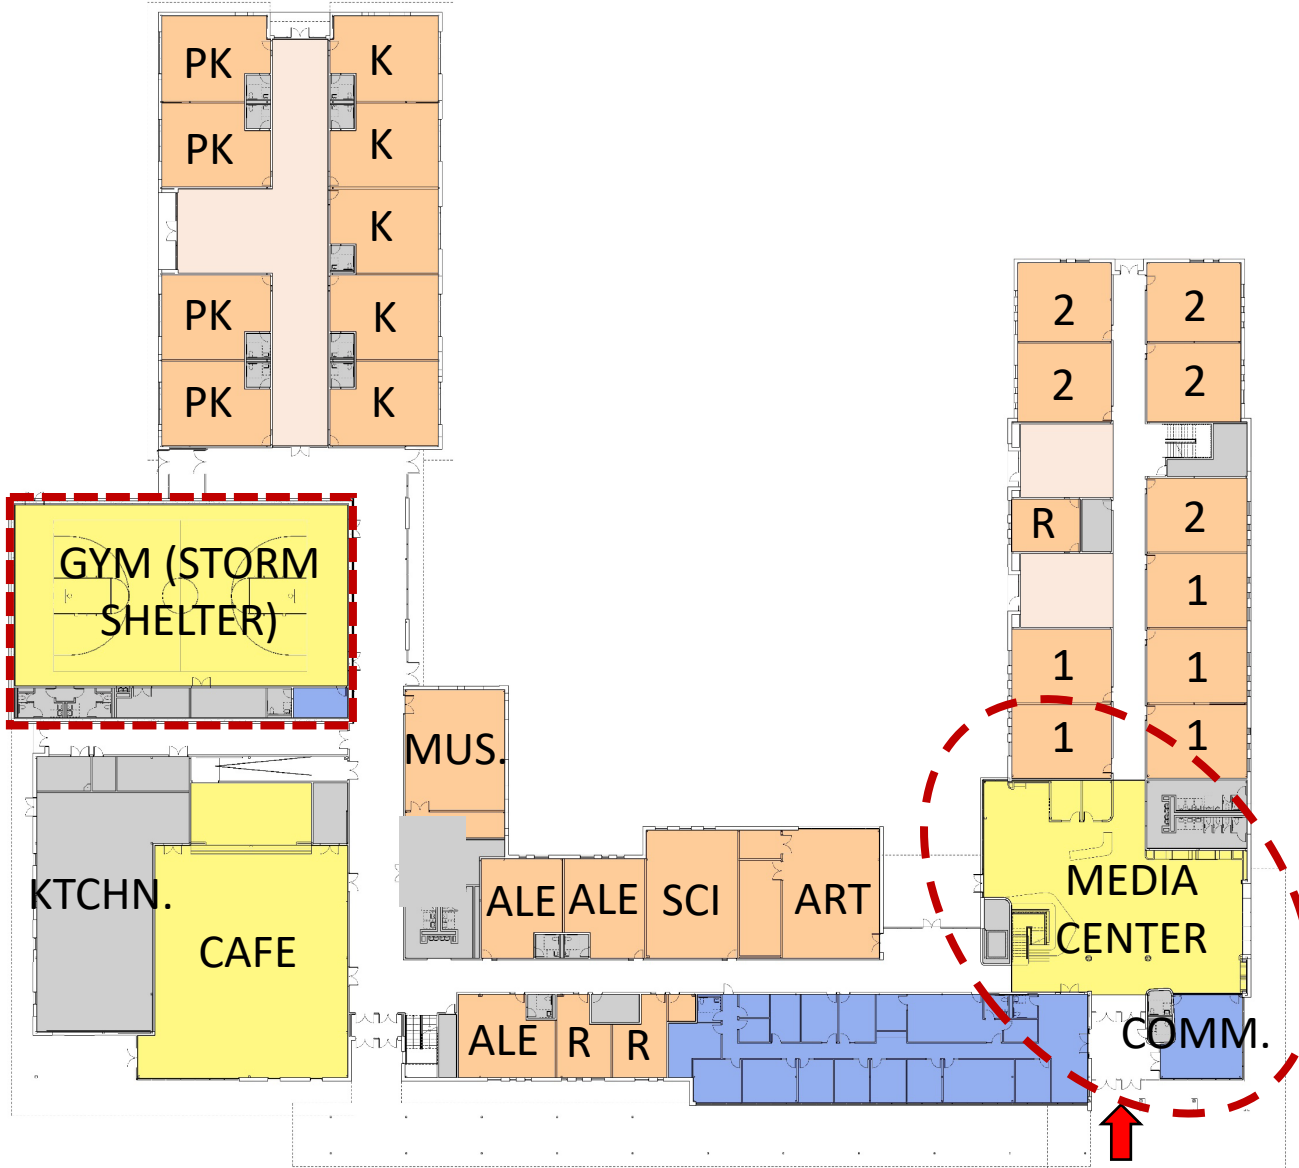 PK
K
PK
K
K
PK
K
PK
K
2
2
2
2
GYM (STORM
SHELTER)
R
2
1
1
1
1
1
MUS.
KTCHN.
CAFE
ALE
ALE
SCI
ART
MEDIA
CENTER
ALE
R
R
COMM.